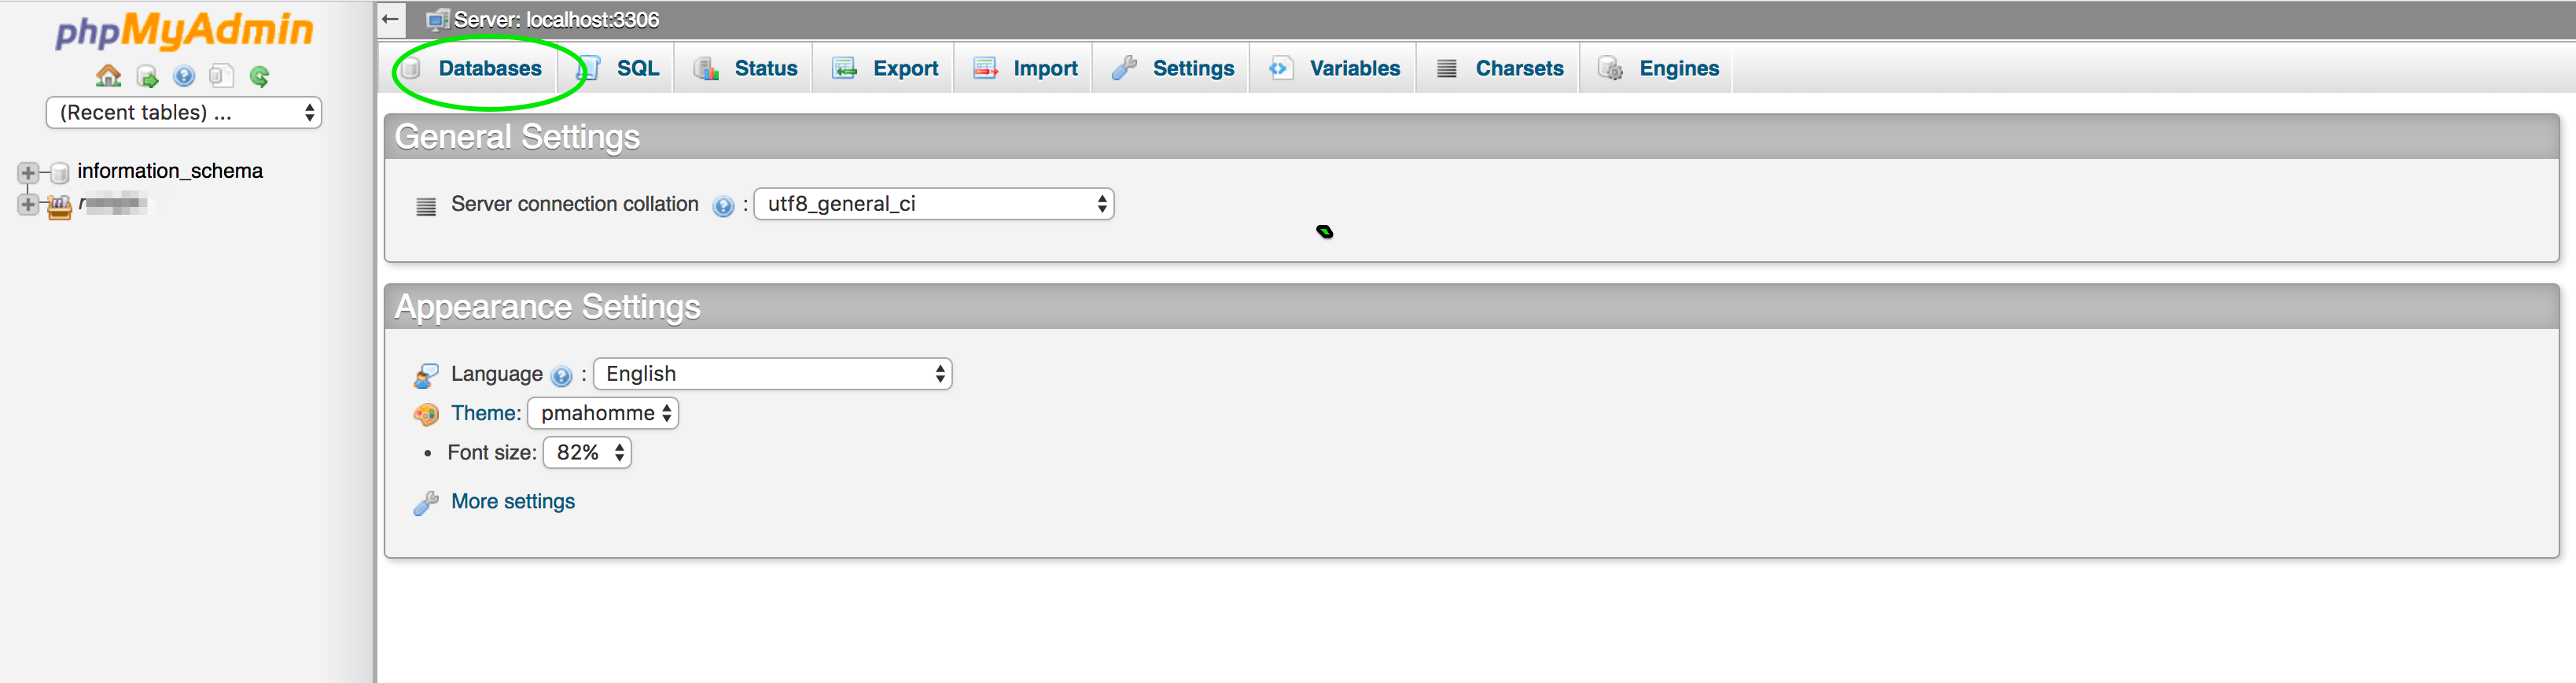 phpMyAdmin
(Recent tables) ...
information_schema
Server: localhost:3306
Databases SQL Status Export Import Settings Variables Charsets Engines
General Settings
Server connection collation : utf8_general_ci
Appearance Settings
Language : English
Theme: pmahomme
• Font size: 82%
More settings